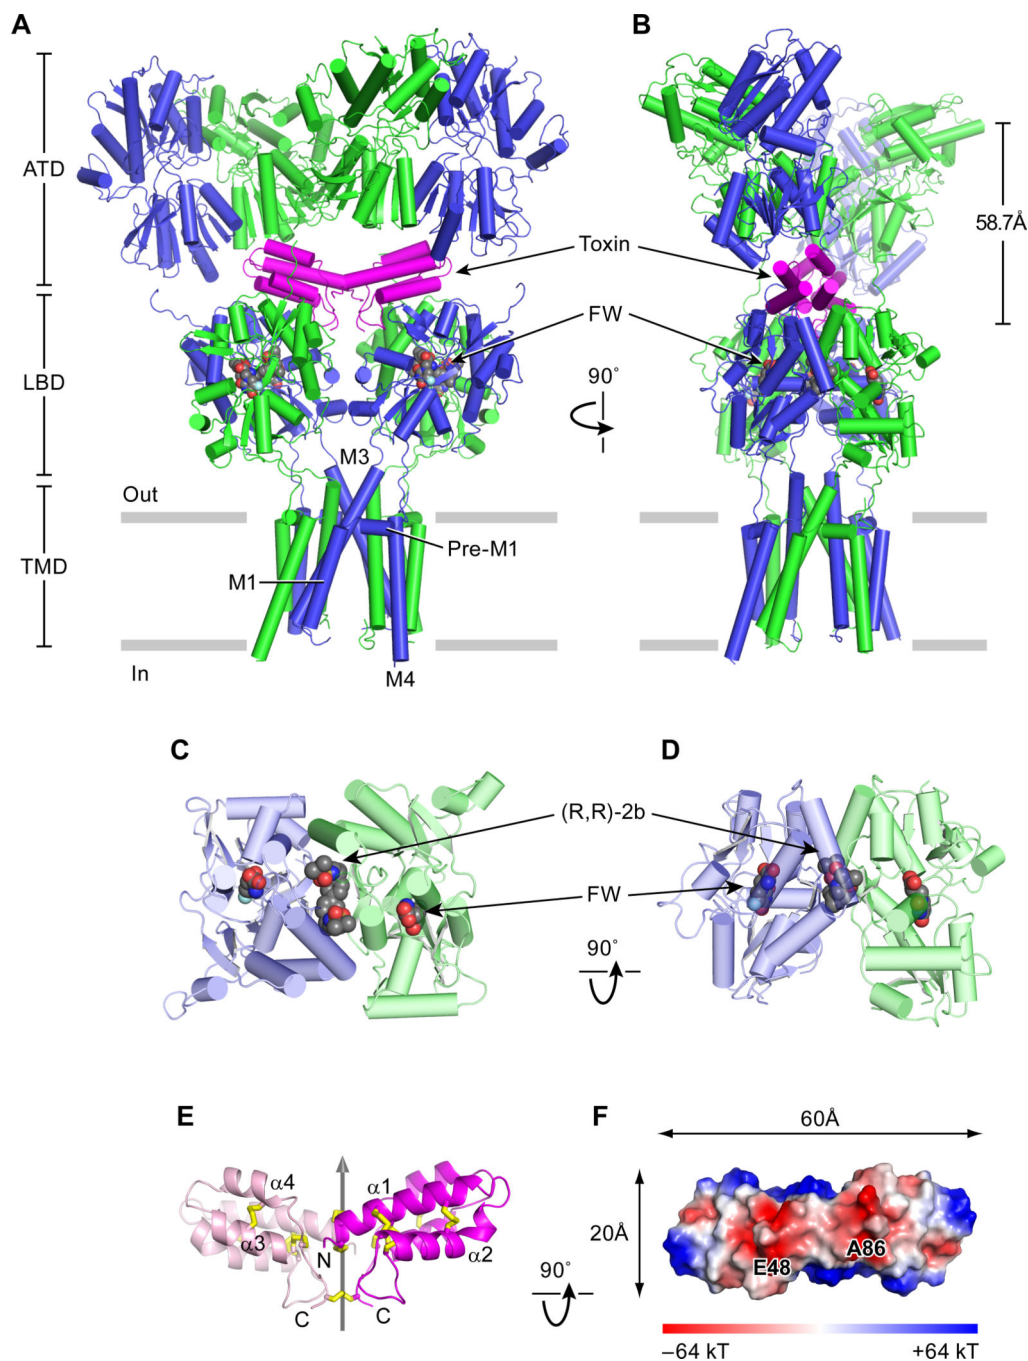 A
B
ATD
58.7Å
Toxin
FW
LBD
90°
M3
Out
Pre-M1
TMD
M1
In
M4
C
D
(R,R)-2b
FW
90°
E
F
60Å
α4
α1
20Å
α3
N
α2
E48
A86
90°
C
C
–64 kT
+64 kT